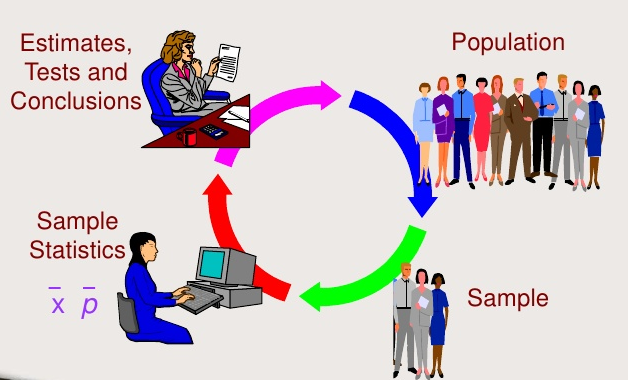 Estimates,
Tests and
Conclusions
Population
Sample
Sample
Statistics
x̄ p̄